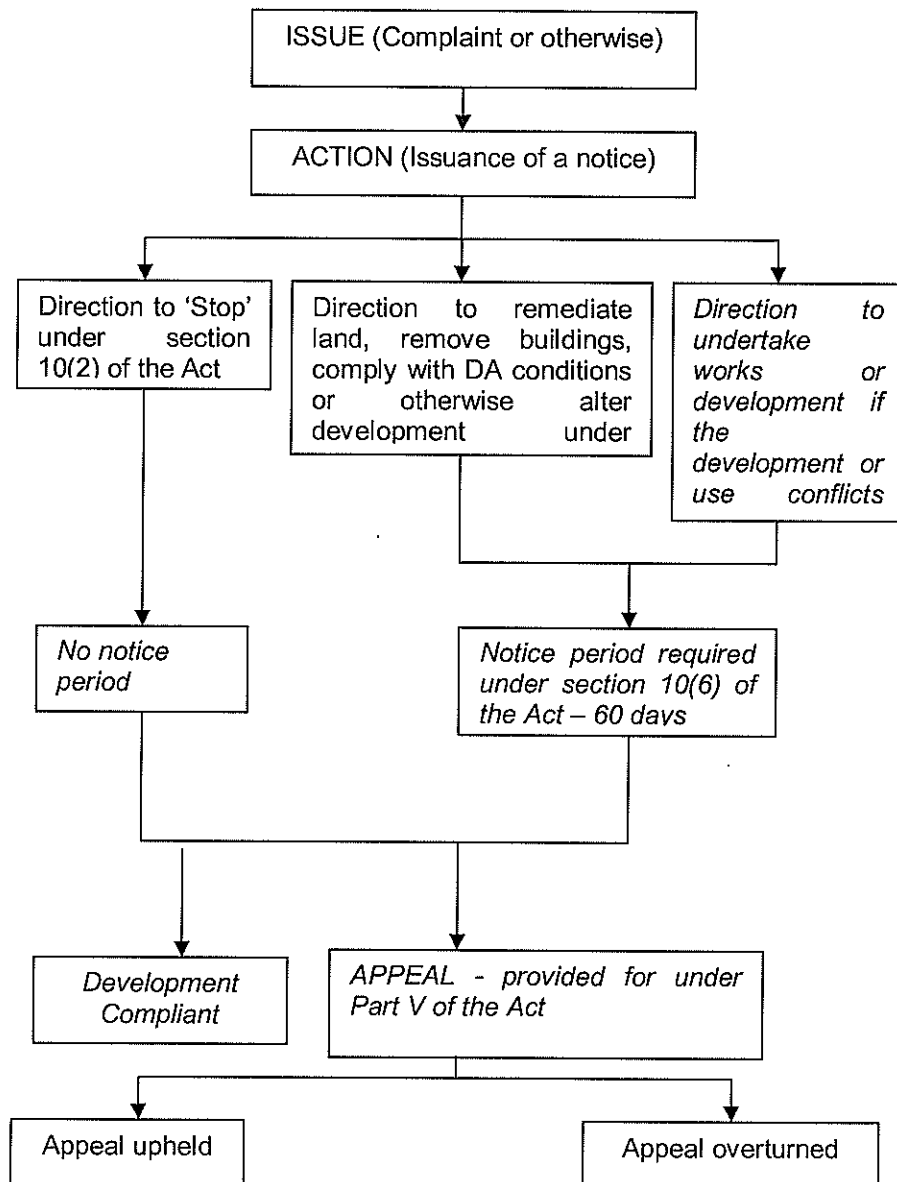 ISSUE (Complaint or otherwise)
ACTION (Issuance of a notice)
Direction to ‘Stop’
under section
10(2) of the Act
Direction to remediate
land, remove buildings,
comply with DA conditions
or otherwise alter
development under
Direction to
undertake
works or
development if
the
development or
use conflicts
No notice
period
Notice period required
under section 10(6) of
the Act – 60 days
Development
Compliant
APPEAL - provided for under
Part V of the Act
Appeal upheld
Appeal overturned